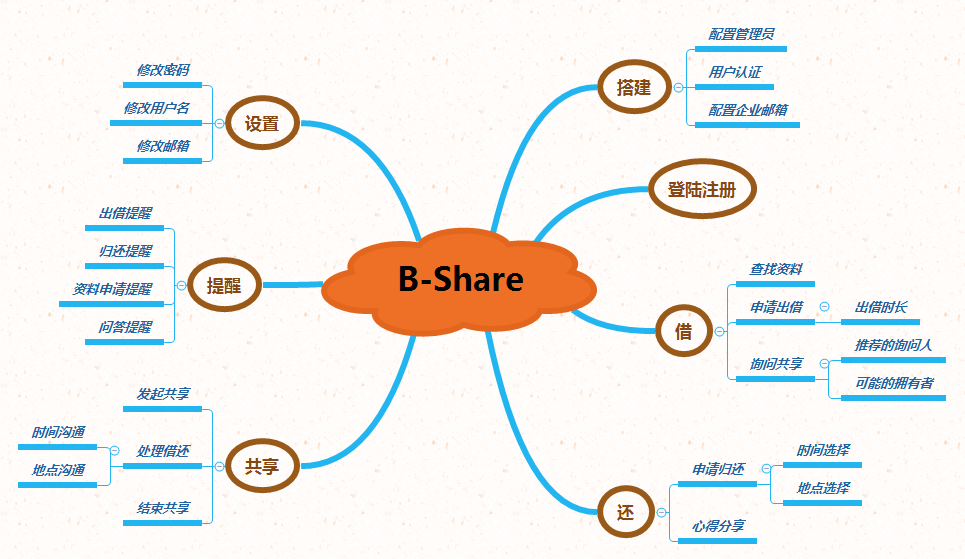 B-Share
搭建
配置管理员
用户认证
配置企业邮箱
登陆注册
借
查找资料
申请出借
出借时长
询问共享
推荐的询问人
可能的拥有者
还
申请归还
时间选择
地点选择
心得分享
设置
修改密码
修改用户名
修改邮箱
提醒
出借提醒
归还提醒
资料申请提醒
问答提醒
共享
发起共享
处理借还
时间沟通
地点沟通
结束共享